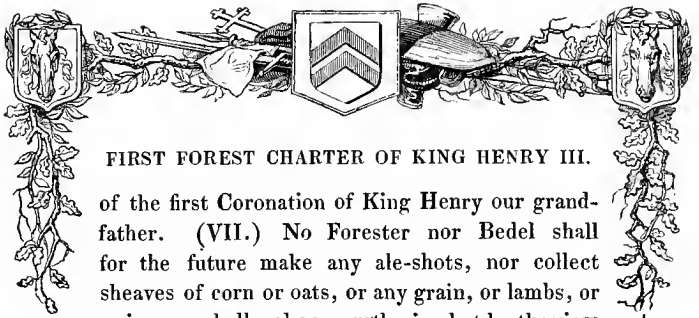 FIRST FOREST CHARTER OF KING HENRY III.
of the first Coronation of King Henry our grand-
father. (VII.) No Forester nor Bedel shall
for the future make any ale-shots, nor collect
sheaves of corn or oats, or any grain, or lambs, or